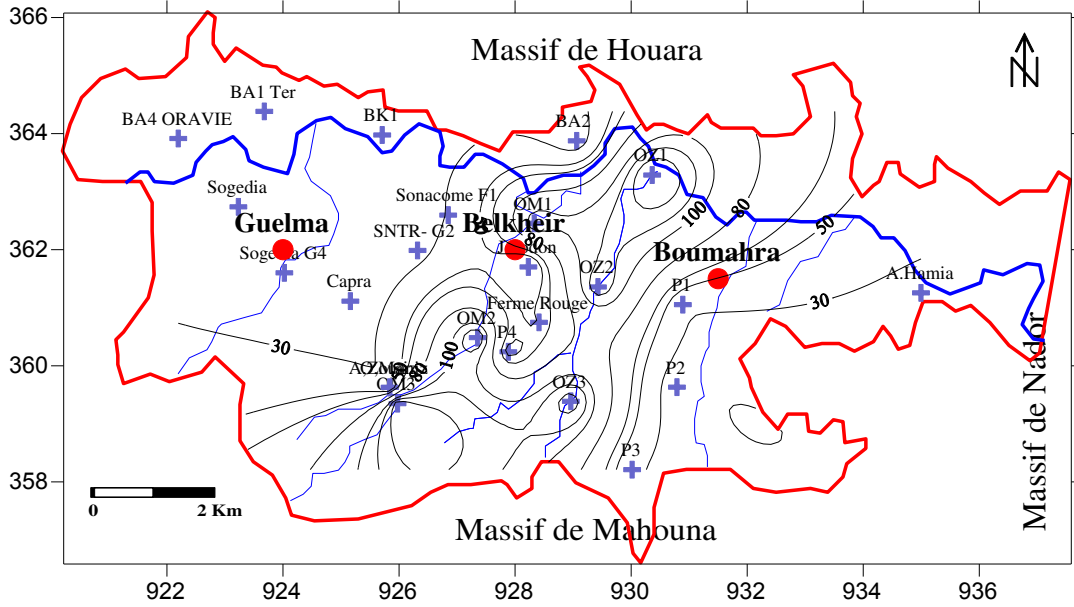 366
Massif de Houara
N
BA1 Ter
364
BA4 ORAVIE
BK1
BA2
OZ1
Sogedia
Sonacome F1
OM1
100
80
50
Guelma
Belkheir
80
SNTR- G2
362
Boumahra
OZ2
A.Hamia
Capra
P1
Ferme Rouge
30
OM2
P4
30
100
360
80
P2
OM3
OZ3
Massif de Nador
P3
358
0
2 Km
Massif de Mahouna
922
924
926
928
930
932
934
936